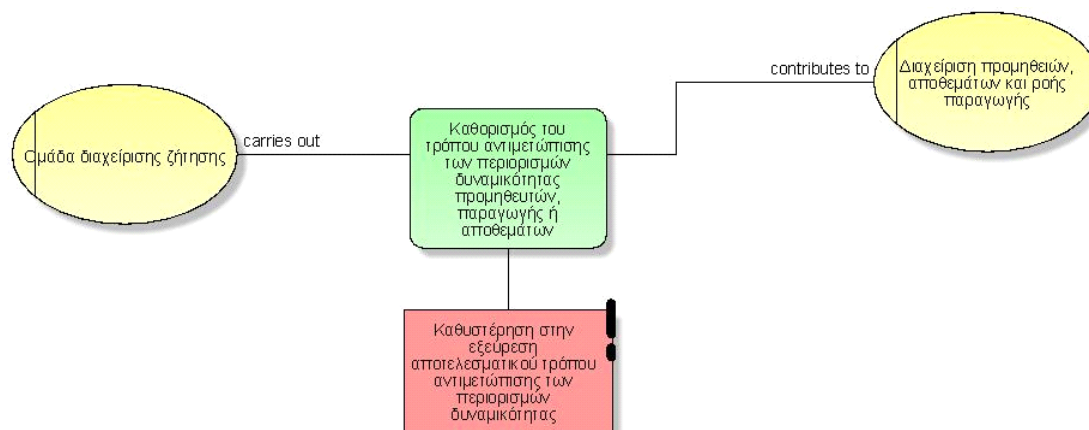 Ομάδα διαχείρισης ζήτησης
carries out
Καθορισμός του
τρόπου αντιμετώπισης
των περιορισμών
δυναμικότητας
προμηθευτών,
παραγωγής ή
αποθεμάτων
contributes to
Διαχείριση προμηθειών,
αποθεμάτων και ροής
παραγωγής
Καθυστέρηση στην
εξεύρεση
αποτελεσματικού τρόπου
αντιμετώπισης των
περιορισμών
δυναμικότητας